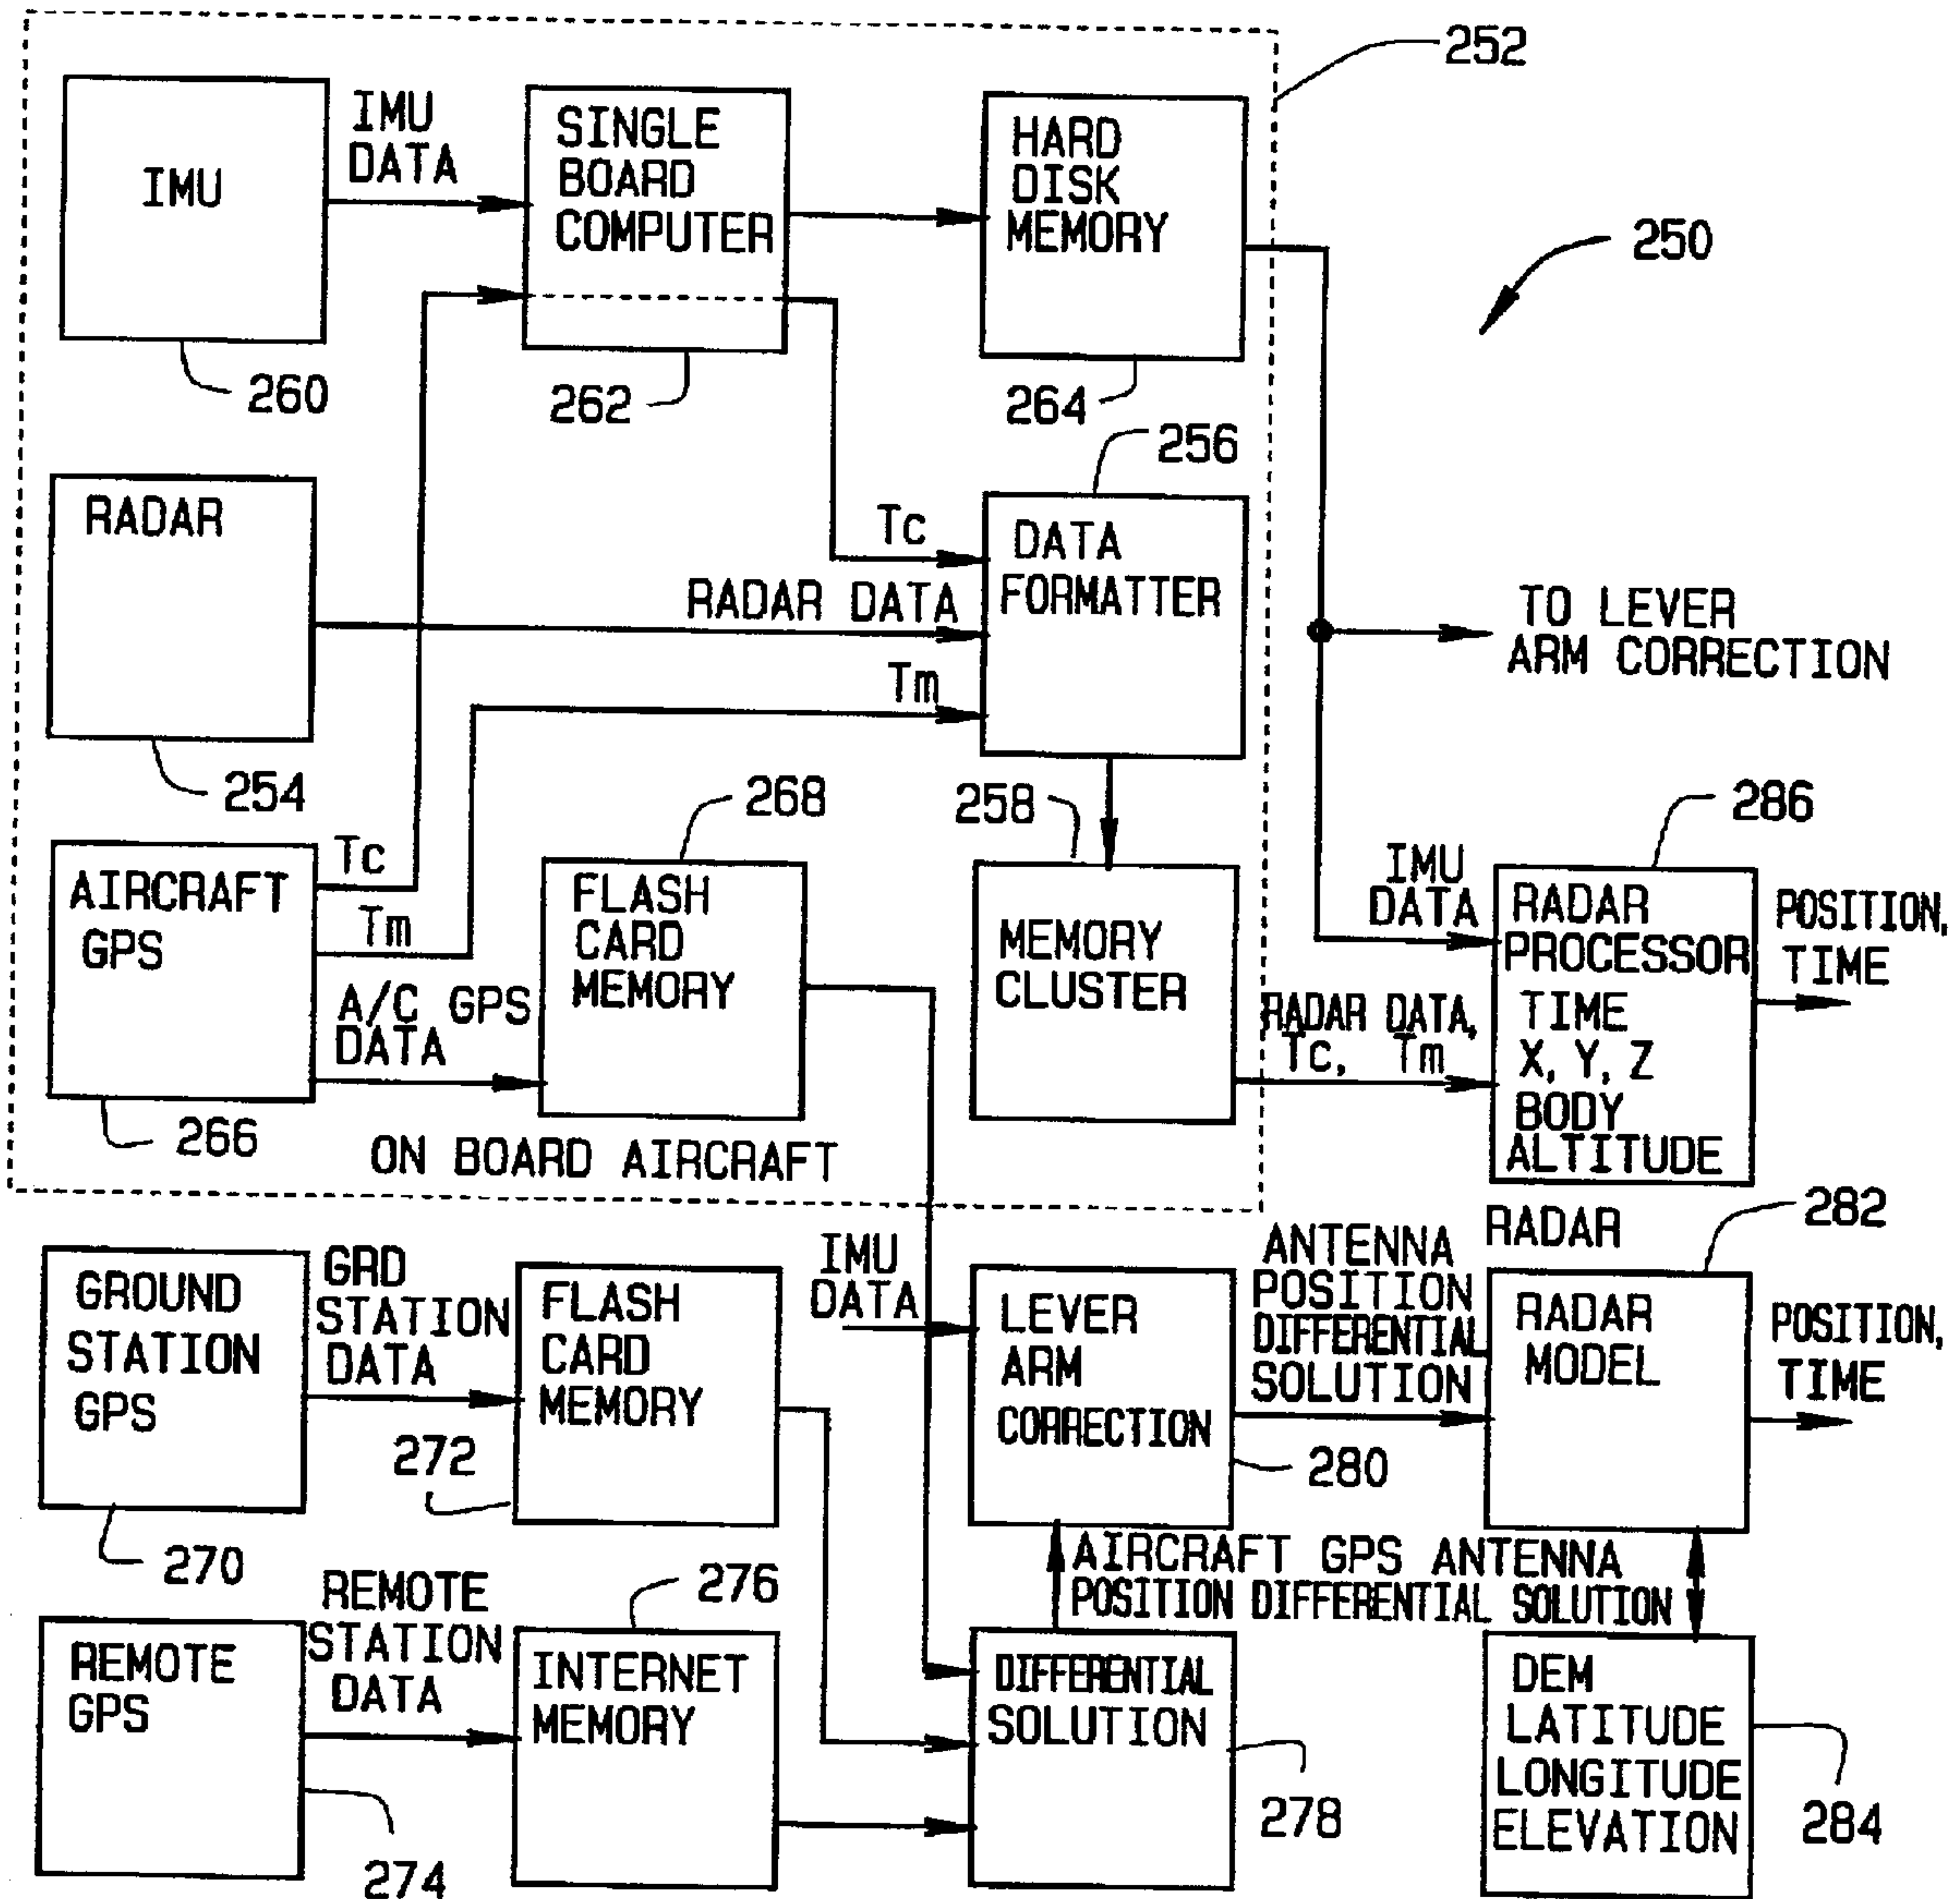 252
IMU
IMU
DATA
SINGLE
BOARD
COMPUTER
HARD
DISK
MEMORY
250
260
262
264
256
RADAR
Tc
DATA
FORMATTER
RADAR DATA
TO LEVER
ARM CORRECTION
Tm
254
268
258
286
AIRCRAFT
GPS
Tc
Tm
A/C GPS
DATA
FLASH
CARD
MEMORY
MEMORY
CLUSTER
IMU
DATA
RADAR DATA,
Tc, Tm
RADAR
PROCESSOR
TIME
X, Y, Z
BODY
ALTITUDE
POSITION,
TIME
266
ON BOARD AIRCRAFT
282
GROUND
STATION
GPS
GRD
STATION
DATA
FLASH
CARD
MEMORY
IMU
DATA
LEVER
ARM
CORRECTION
RADAR
ANTENNA
POSITION
DIFFERENTIAL
SOLUTION
RADAR
MODEL
POSITION,
TIME
272
280
270
AIRCRAFT GPS ANTENNA
POSITION DIFFERENTIAL SOLUTION
276
REMOTE
GPS
REMOTE
STATION
DATA
INTERNET
MEMORY
DIFFERENTIAL
SOLUTION
DEM
LATITUDE
LONGITUDE
ELEVATION
274
278
284